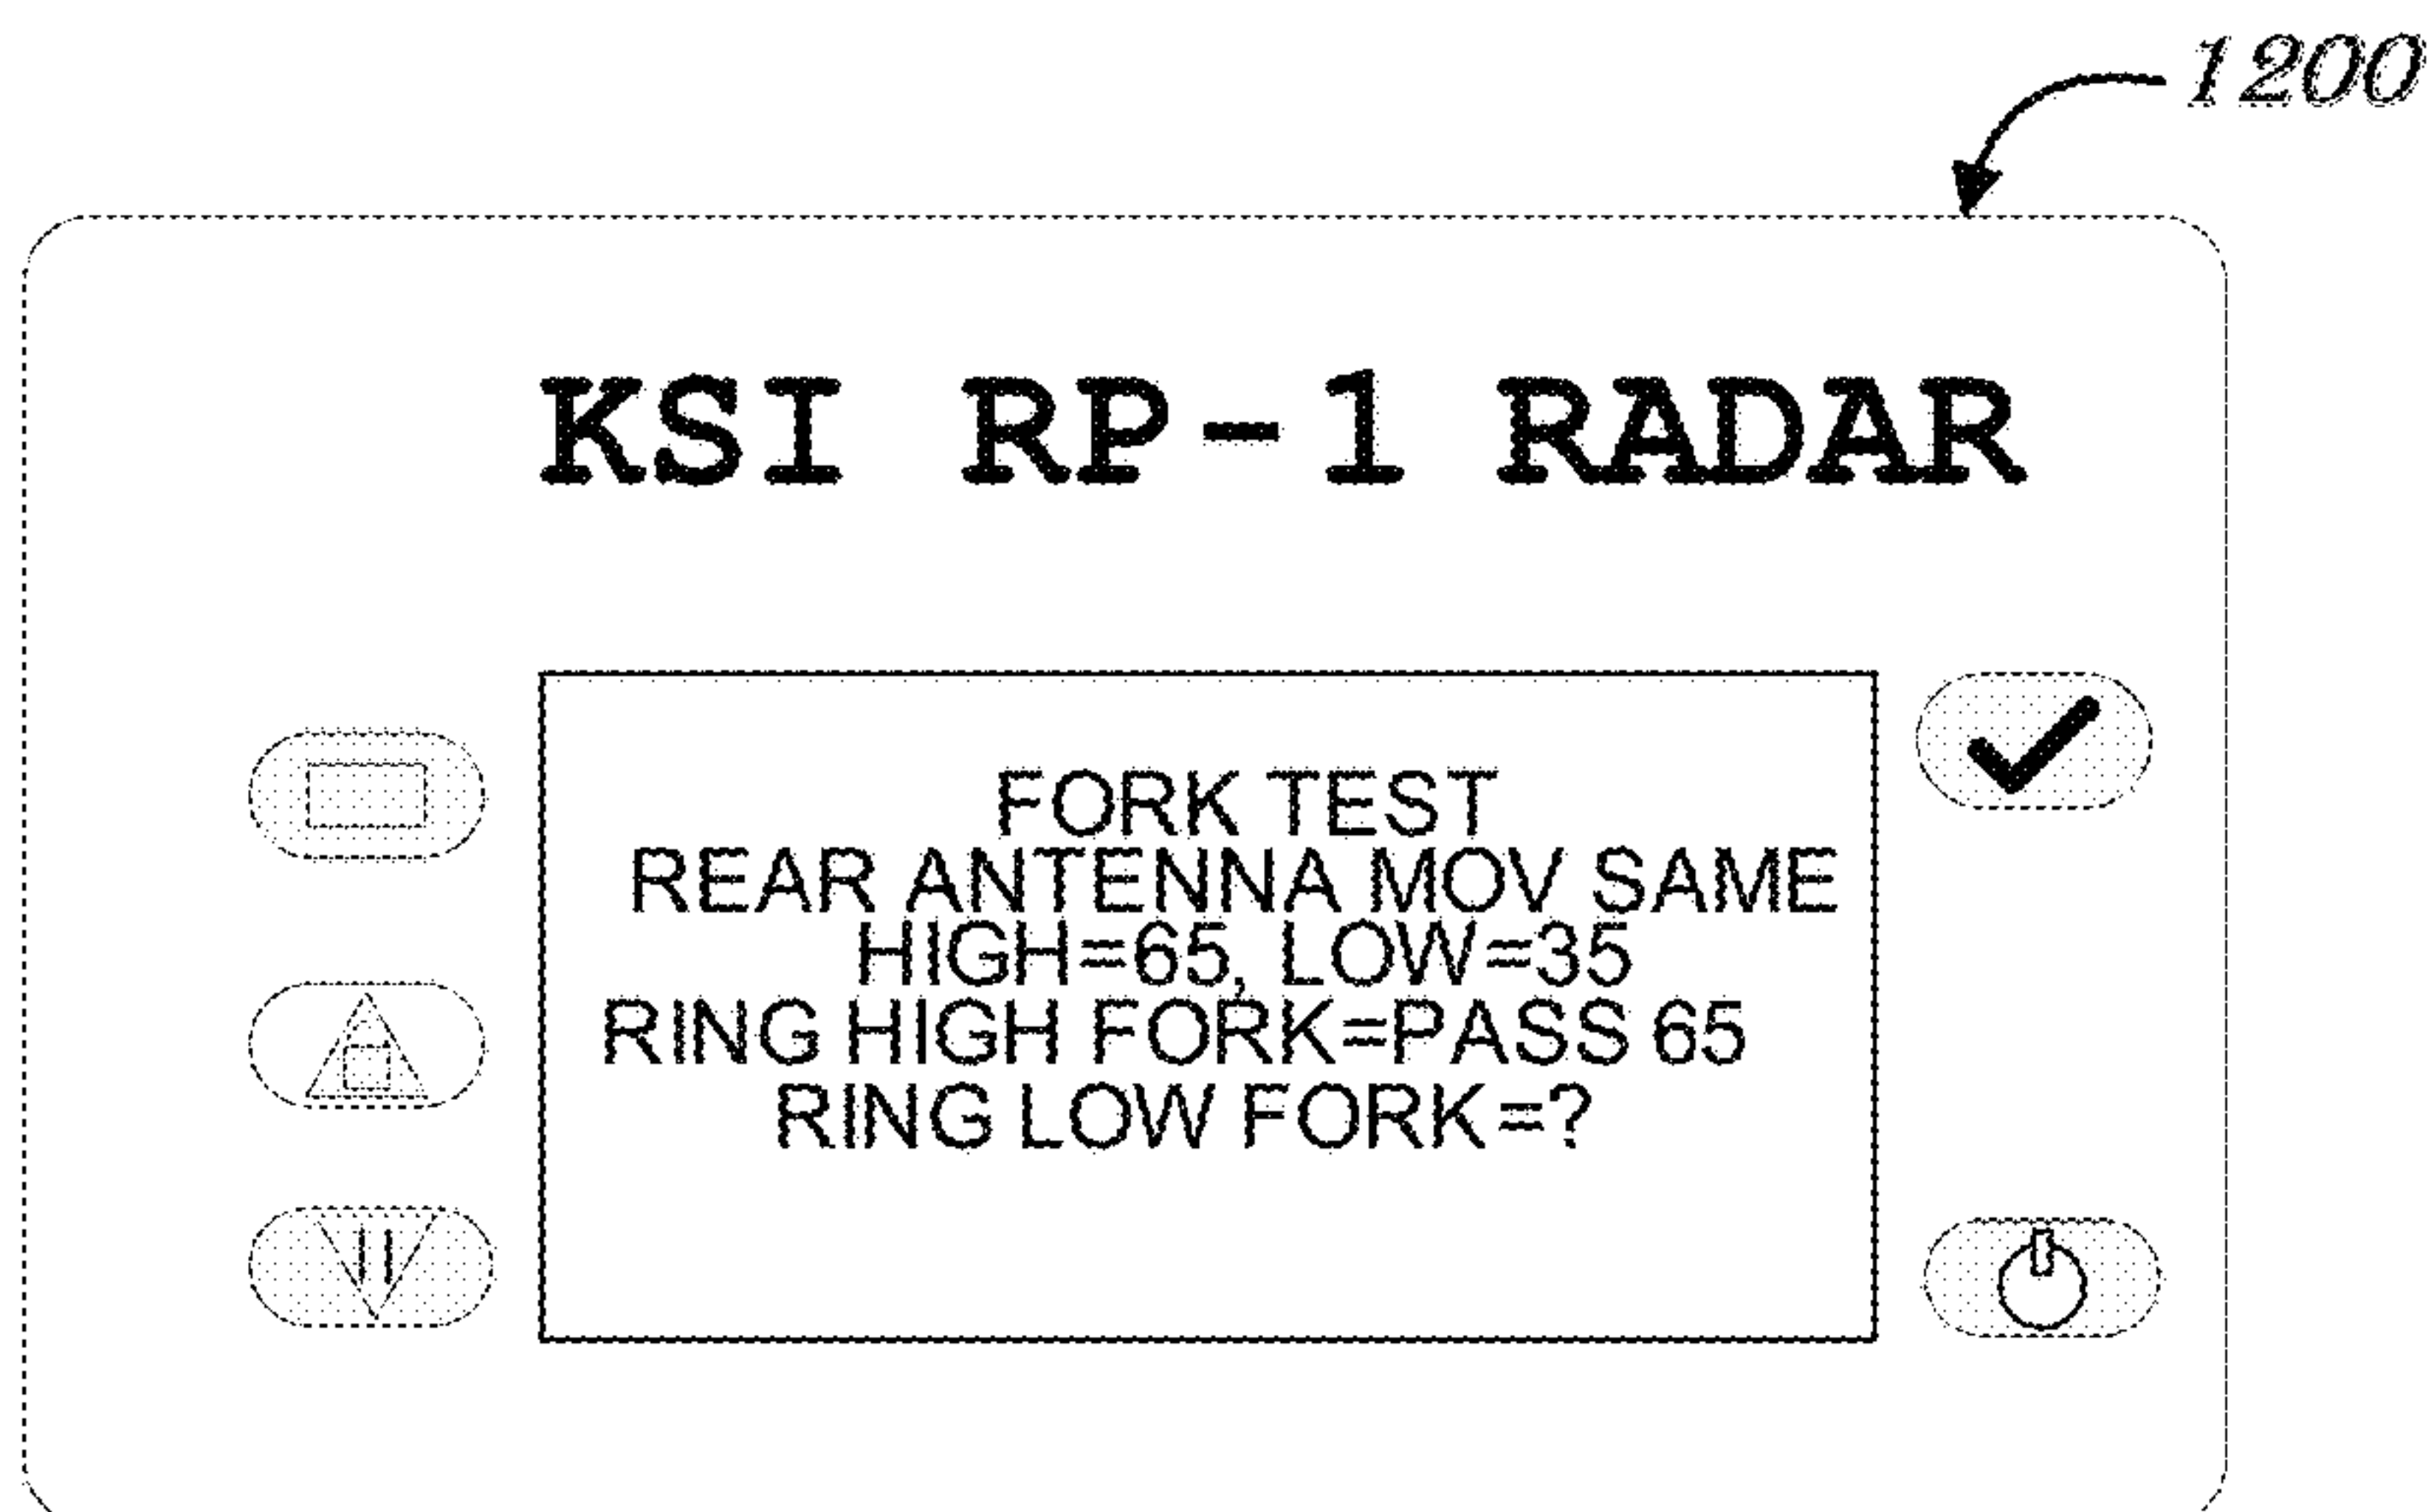 1200
KSI RP-1 RADAR
FORK TEST
REAR ANTENNA MOV SAME
HIGH=65, LOW=35
RING HIGH FORK=PASS 65
RING LOW FORK=?